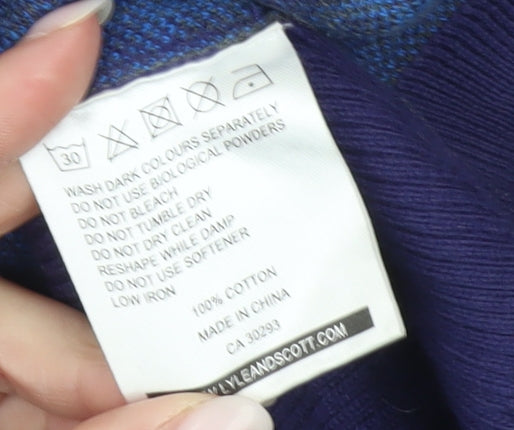 30
WASH DARK COLOURS SEPARATELY
DO NOT USE BIOLOGICAL POWDERS
DO NOT BLEACH
DO NOT TUMBLE DRY
DO NOT DRY CLEAN
RESHAPE WHILE DAMP
DO NOT USE SOFTENER
LOW IRON
100% COTTON
MADE IN CHINA
CA 30293
LYLEANDSCOTT.COM